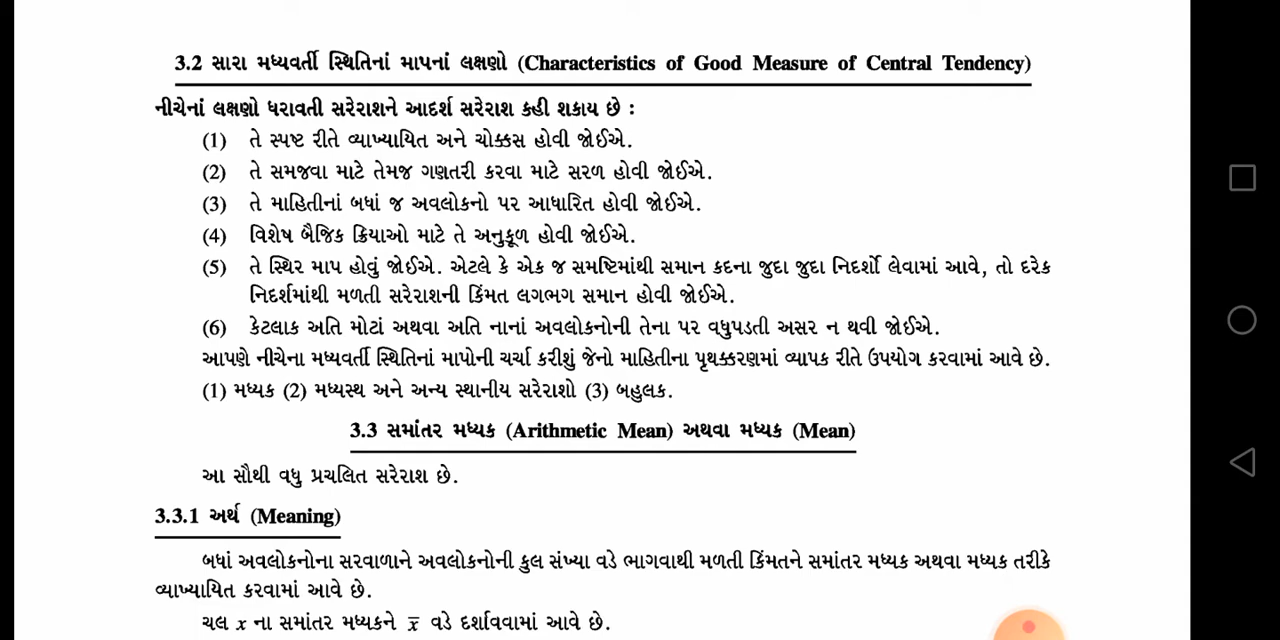 3.2 સારા મધ્યવર્તી સ્થિતિનાં માપનાં લક્ષણો (Characteristics of Good Measure of Central Tendency)
નીચેનાં લક્ષણો ધરાવતી સરેરાશને આદર્શ સરેરાશ કહી શકાય છે :
(1) તે સ્પષ્ટ રીતે વ્યાખ્યાયિત અને ચોક્કસ હોવી જોઈએ.
(2) તે સમજવા માટે તેમજ ગણતરી કરવા માટે સરળ હોવી જોઈએ.
(3) તે માહિતીનાં બધાં જ અવલોકનો પર આધારિત હોવી જોઈએ.
(4) વિશેષ બૈજિક ક્રિયાઓ માટે તે અનુકૂળ હોવી જોઈએ.
(5) તે સ્થિર માપ હોવું જોઈએ. એટલે કે એક જ સમષ્ટિમાંથી સમાન કદના જુદા જુદા નિદર્શો લેવામાં આવે, તો દરેક
નિદર્શમાંથી મળતી સરેરાશની કિંમત લગભગ સમાન હોવી જોઈએ.
(6) કેટલાક અતિ મોટાં અથવા અતિ નાનાં અવલોકનોની તેના પર વધુપડતી અસર ન થવી જોઈએ.
આપણે નીચેના મધ્યવર્તી સ્થિતિનાં માપોની ચર્ચા કરીશું જેનો માહિતીના પૃથક્કરણમાં વ્યાપક રીતે ઉપયોગ કરવામાં આવે છે.
(1) મધ્યક (2) મધ્યસ્થ અને અન્ય સ્થાનીય સરેરાશો (3) બહુલક.
3.3 સમાંતર મધ્યક (Arithmetic Mean) અથવા મધ્યક (Mean)
આ સૌથી વધુ પ્રચલિત સરેરાશ છે.
3.3.1 અર્થ (Meaning)
બધાં અવલોકનોના સરવાળાને અવલોકનોની કુલ સંખ્યા વડે ભાગવાથી મળતી કિંમતને સમાંતર મધ્યક અથવા મધ્યક તરીકે
વ્યાખ્યાયિત કરવામાં આવે છે.
ચલ x ના સમાંતર મધ્યકને x̄ વડે દર્શાવવામાં આવે છે.